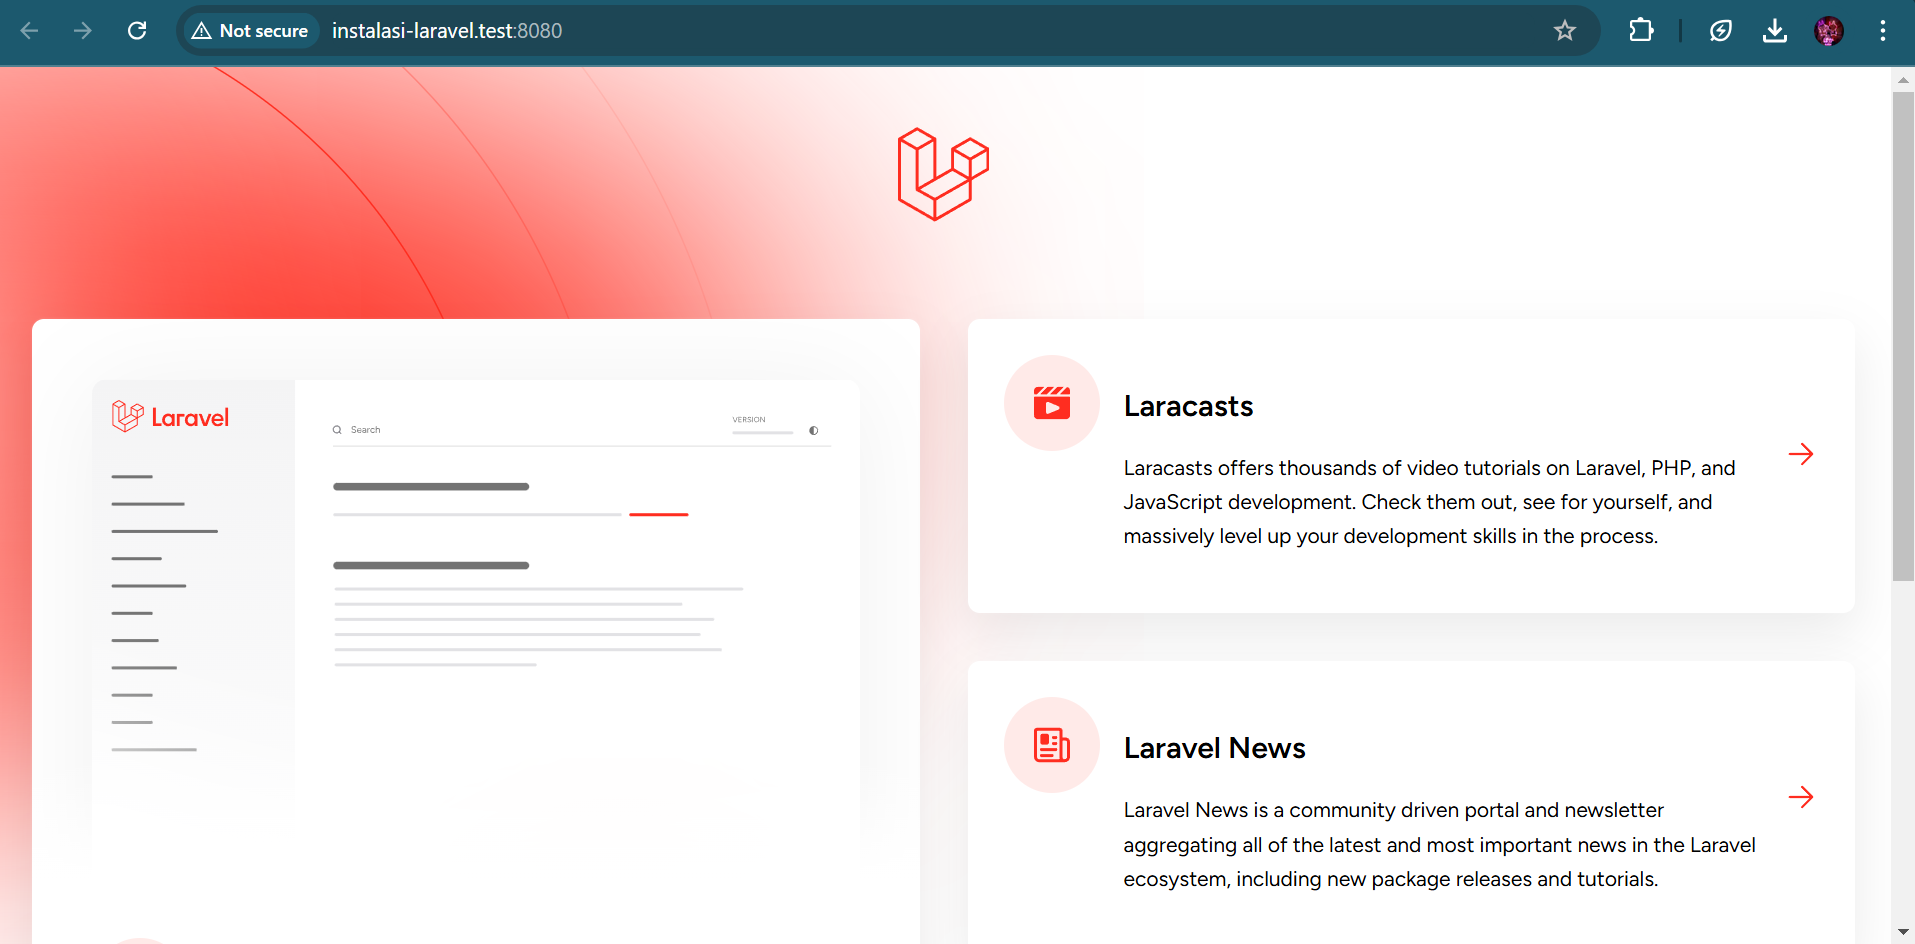 Not secure
instalasi-laravel.test:8080
Laravel
Search
VERSION
Laracasts
Laracasts offers thousands of video tutorials on Laravel, PHP, and
JavaScript development. Check them out, see for yourself, and
massively level up your development skills in the process.
Laravel News
Laravel News is a community driven portal and newsletter
aggregating all of the latest and most important news in the Laravel
ecosystem, including new package releases and tutorials.